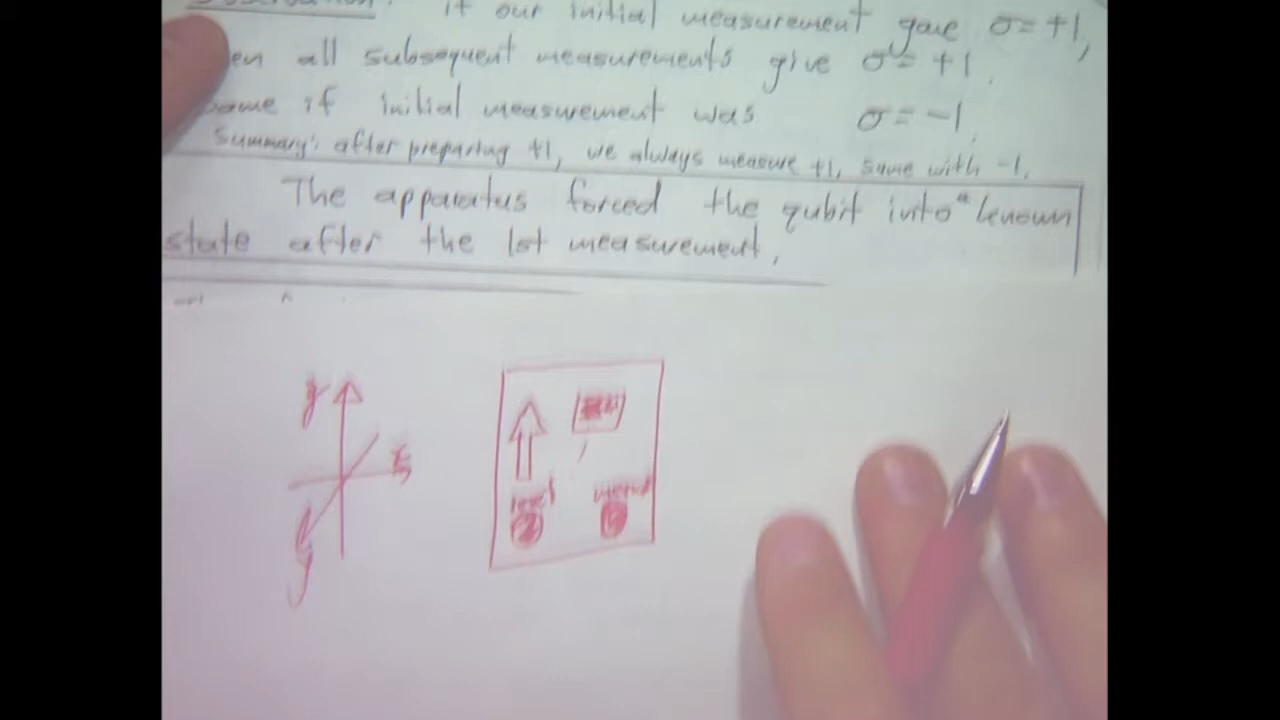 If our initial measurement gave σ = +1,
en all subsequent measurements give σ = +1.
Same if initial measurement was σ = -1.
Summary: after preparing +1, we always measure +1, same with -1.
The apparatus forced the qubit into "known
state after the 1st measurement,
x
y